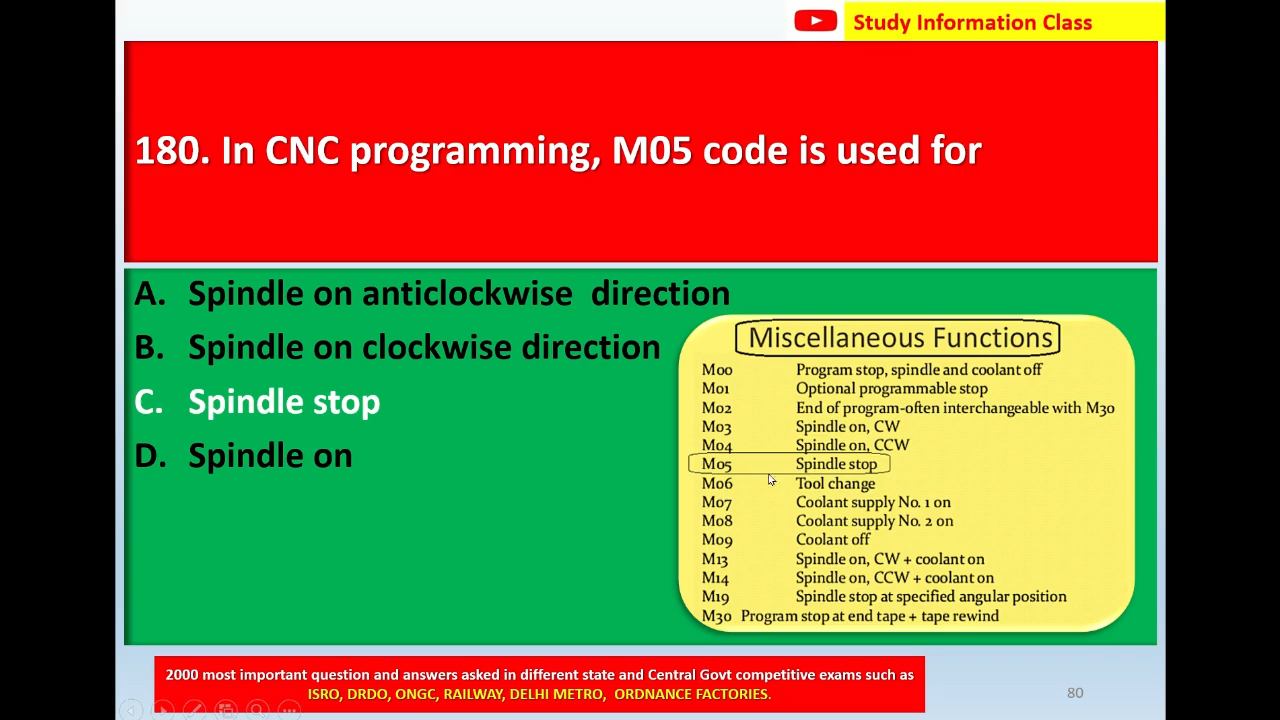 Study Information Class
180. In CNC programming, M05 code is used for
A. Spindle on anticlockwise direction
B. Spindle on clockwise direction
C. Spindle stop
D. Spindle on
Miscellaneous Functions
M00 Program stop, spindle and coolant off
M01 Optional programmable stop
M02 End of program-often interchangeable with M30
M03 Spindle on, CW
M04 Spindle on, CCW
M05 Spindle stop
M06 Tool change
M07 Coolant supply No. 1 on
M08 Coolant supply No. 2 on
M09 Coolant off
M13 Spindle on, CW + coolant on
M14 Spindle on, CCW + coolant on
M19 Spindle stop at specified angular position
M30 Program stop at end tape + tape rewind
2000 most important question and answers asked in different state and Central Govt competitive exams such as
ISRO, DRDO, ONGC, RAILWAY, DELHI METRO, ORDNANCE FACTORIES.
80